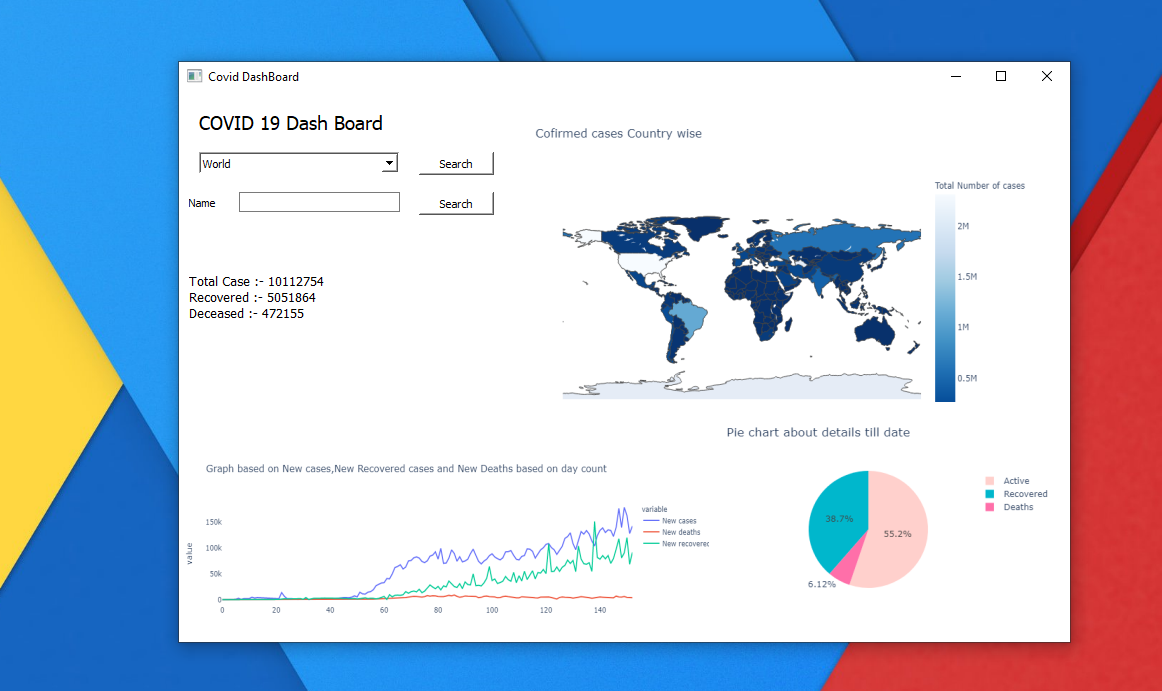 Covid DashBoard
COVID 19 Dash Board
World
Search
Name
Search
Total Case :- 10112754
Recovered :- 5051864
Deceased :- 472155
Cofirmed cases Country wise
Total Number of cases
2M
1.5M
1M
0.5M
Graph based on New cases,New Recovered cases and New Deaths based on day count
value
150k
100k
50k
0
0 20 40 60 80 100 120 140
variable
New cases
New deaths
New recovered
Pie chart about details till date
38.7%
55.2%
6.12%
Active
Recovered
Deaths